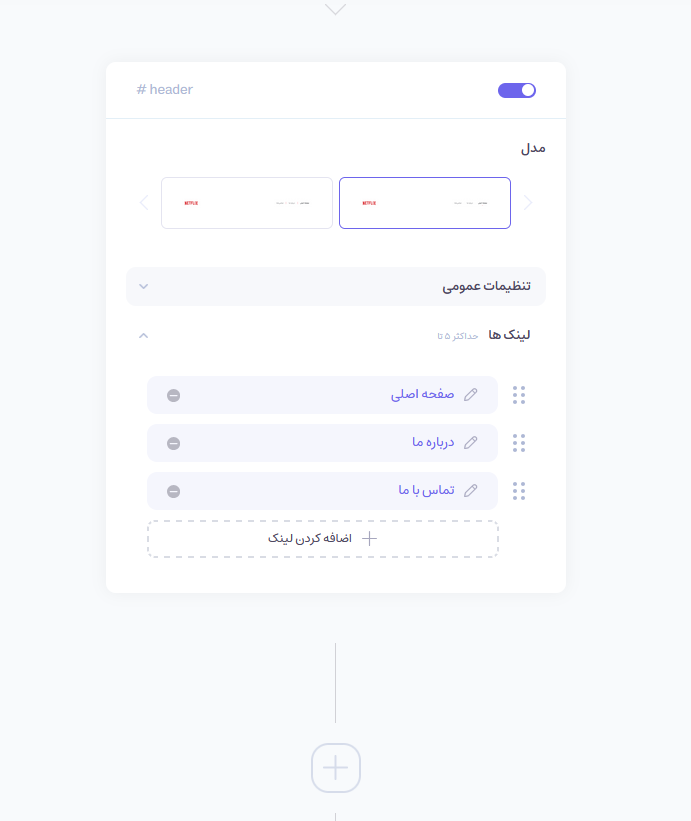 # header
مدل
NETFLIX
NETFLIX
تنظیمات عمومی
لینک ها حداکثر ۵ تا
صفحه اصلی
درباره ما
تماس با ما
اضافه کردن لینک